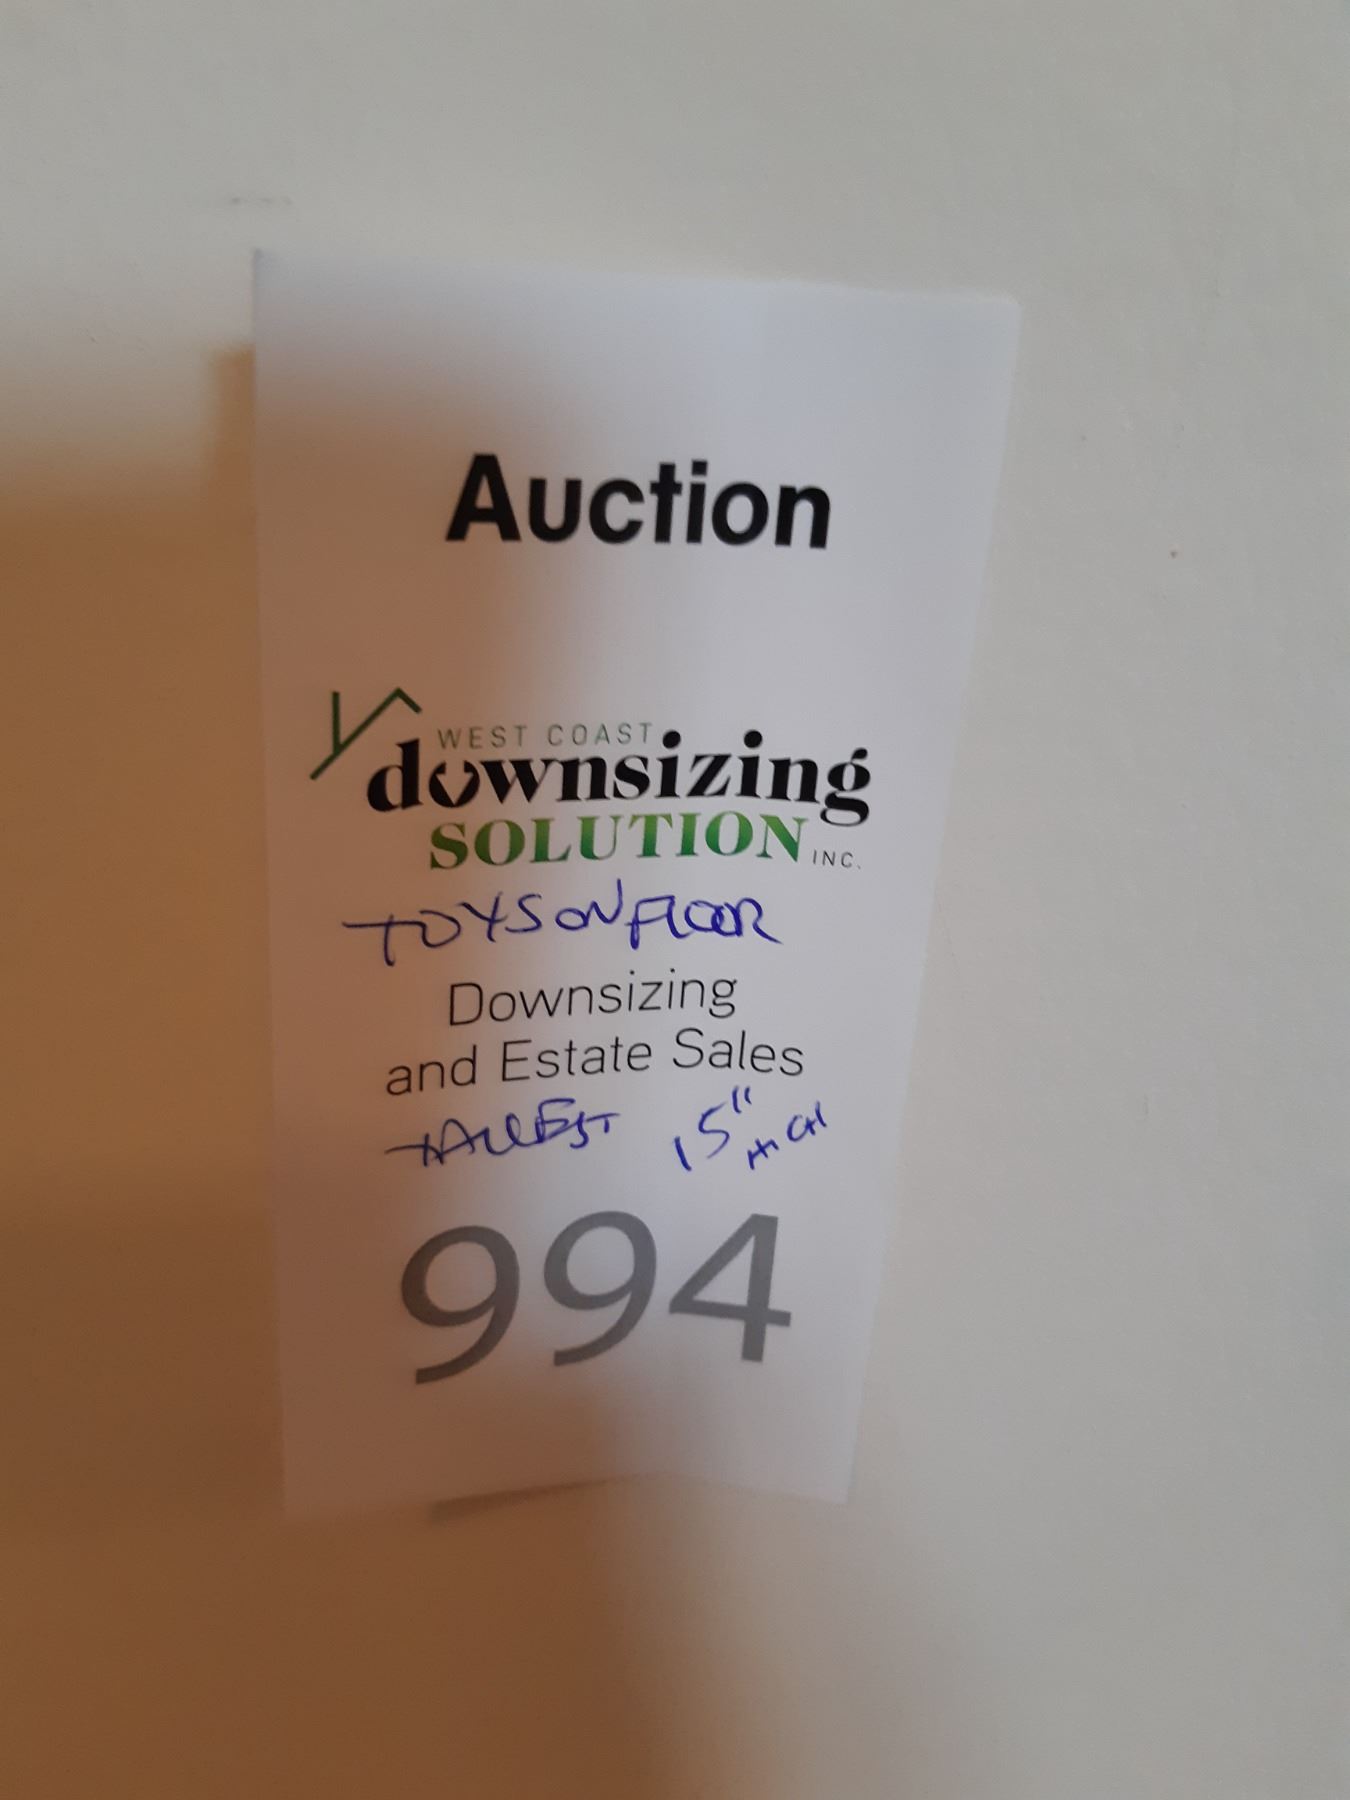 Auction
WEST COAST
downsizing
SOLUTION INC.
TOYS ON FLOOR
Downsizing
and Estate Sales
TALLEST 15" HIGH
994